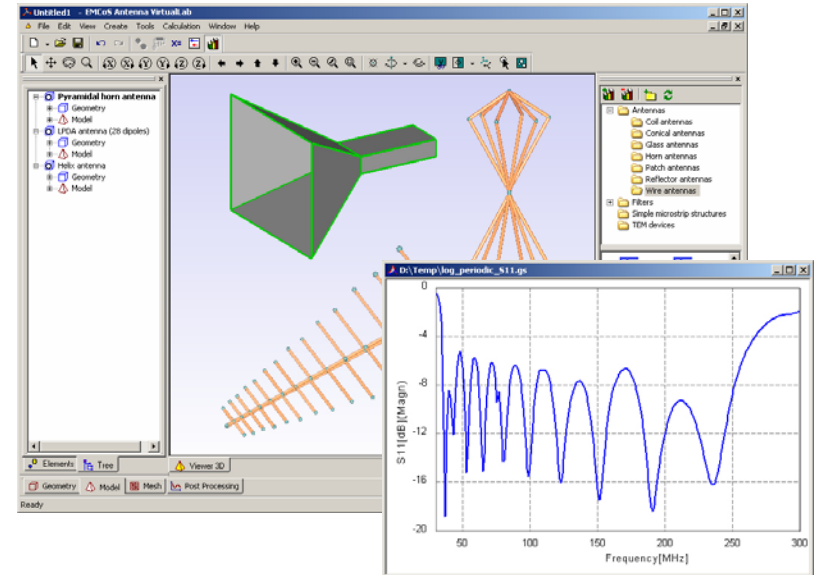 Untitled1 - EMCoS Antenna VirtualLab
File Edit View Create Tools Calculation Window Help
Pyramidal horn antenna
Geometry
Model
LPDA antenna (28 dipoles)
Geometry
Model
Helix antenna
Geometry
Model
Elements Tree
Viewer 3D
Geometry Model Mesh Post Processing
Ready
Antennas
Coil antennas
Conical antennas
Glass antennas
Horn antennas
Patch antennas
Reflector antennas
Wire antennas
Filters
Simple microstrip structures
TEM devices
D:\Temp\log_periodic_S11.gs
S11[dB](Magn)
0
-4
-8
-12
-16
-20
50 100 150 200 250 300
Frequency[MHz]